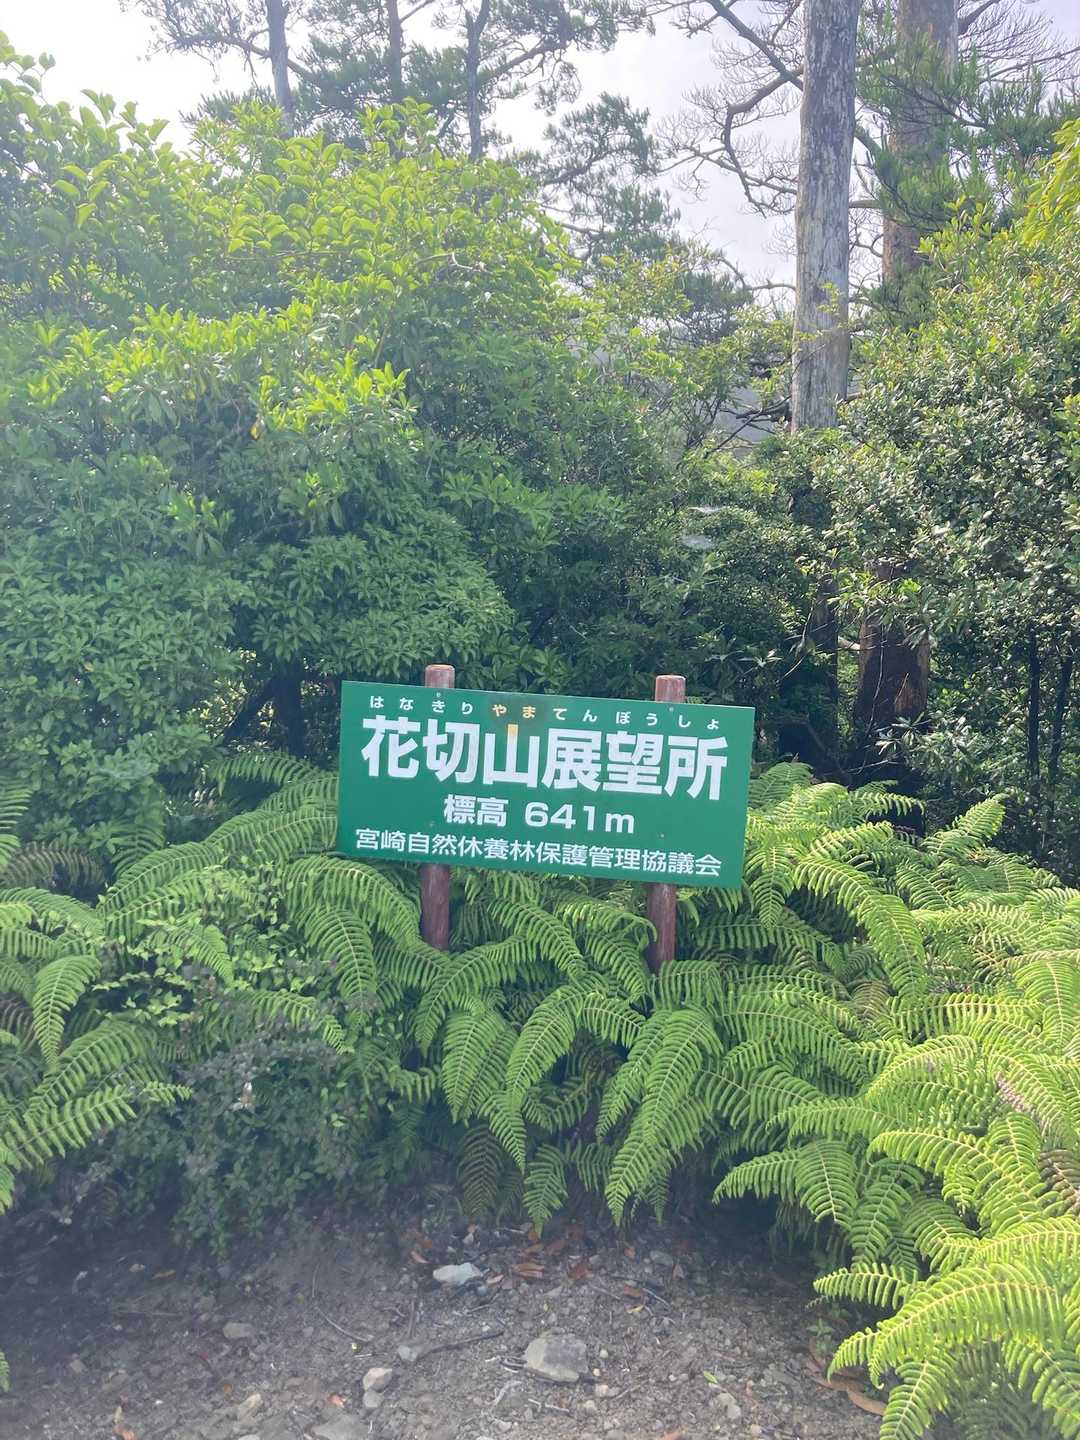 はなきりやまてんぼうしょ
花切山展望所
標高 641m
宮崎自然休養林保護管理協議会